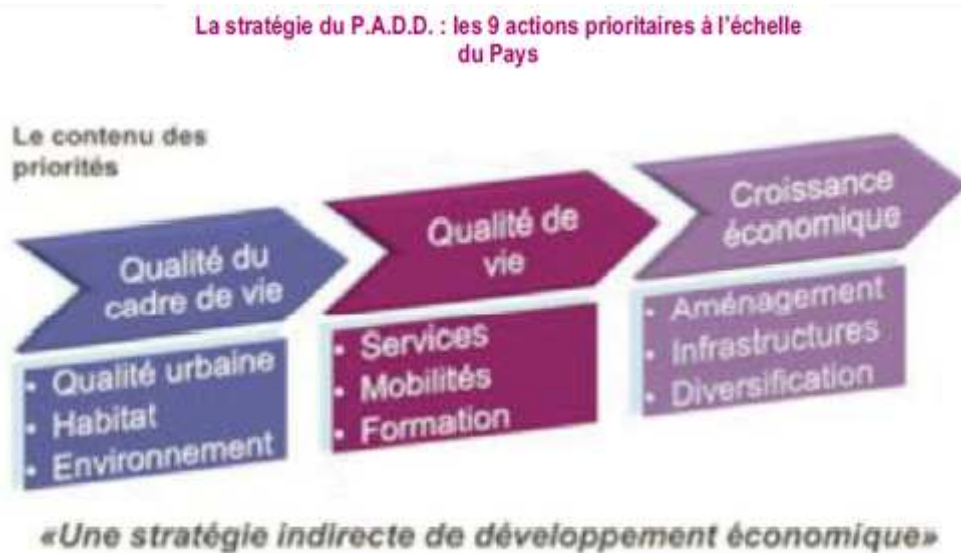 La stratégie du P.A.D.D. : les 9 actions prioritaires à l'échelle
du Pays
Le contenu des
priorités
Qualité du
cadre de vie
• Qualité urbaine
• Habitat
• Environnement
Qualité de
vie
• Services
• Mobilités
• Formation
Croissance
économique
• Aménagement
• Infrastructures
• Diversification
«Une stratégie indirecte de développement économique»